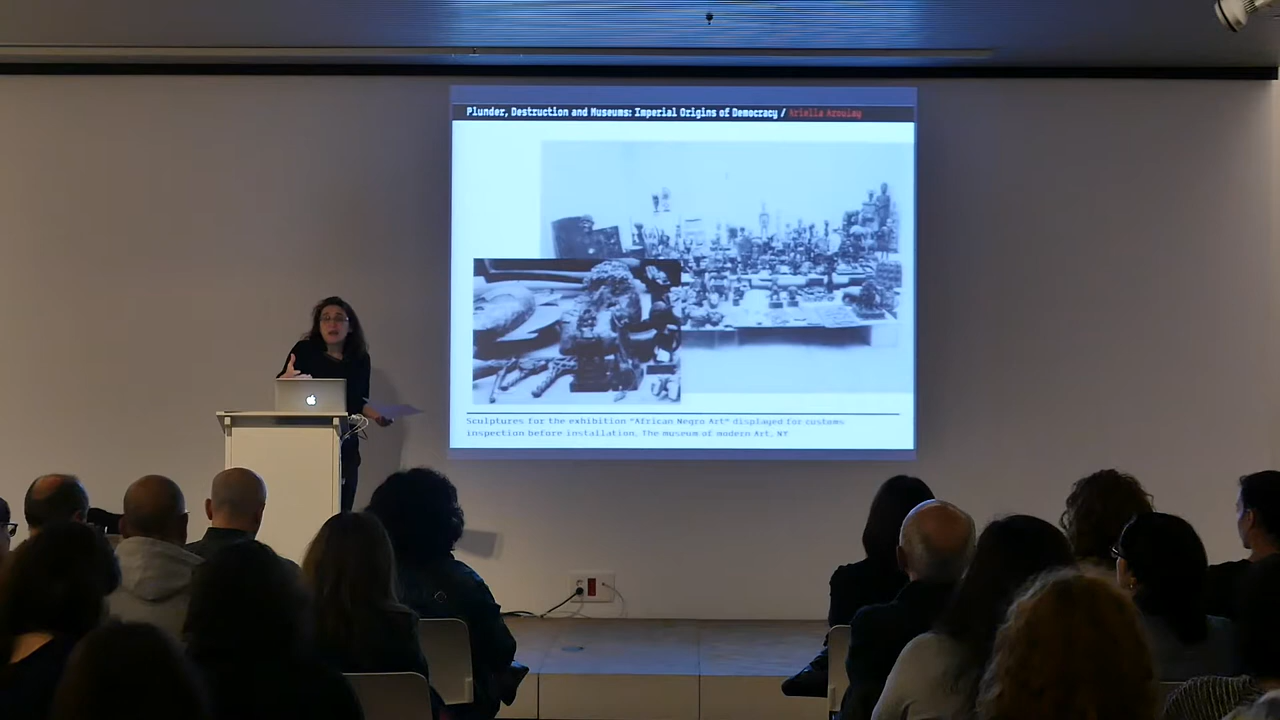 Plunder, Destruction and Museums: Imperial Origins of Democracy / Ariella Azoulay
Sculptures for the exhibition "African Negro Art" displayed for customs
inspection before installation, The museum of modern Art, NY